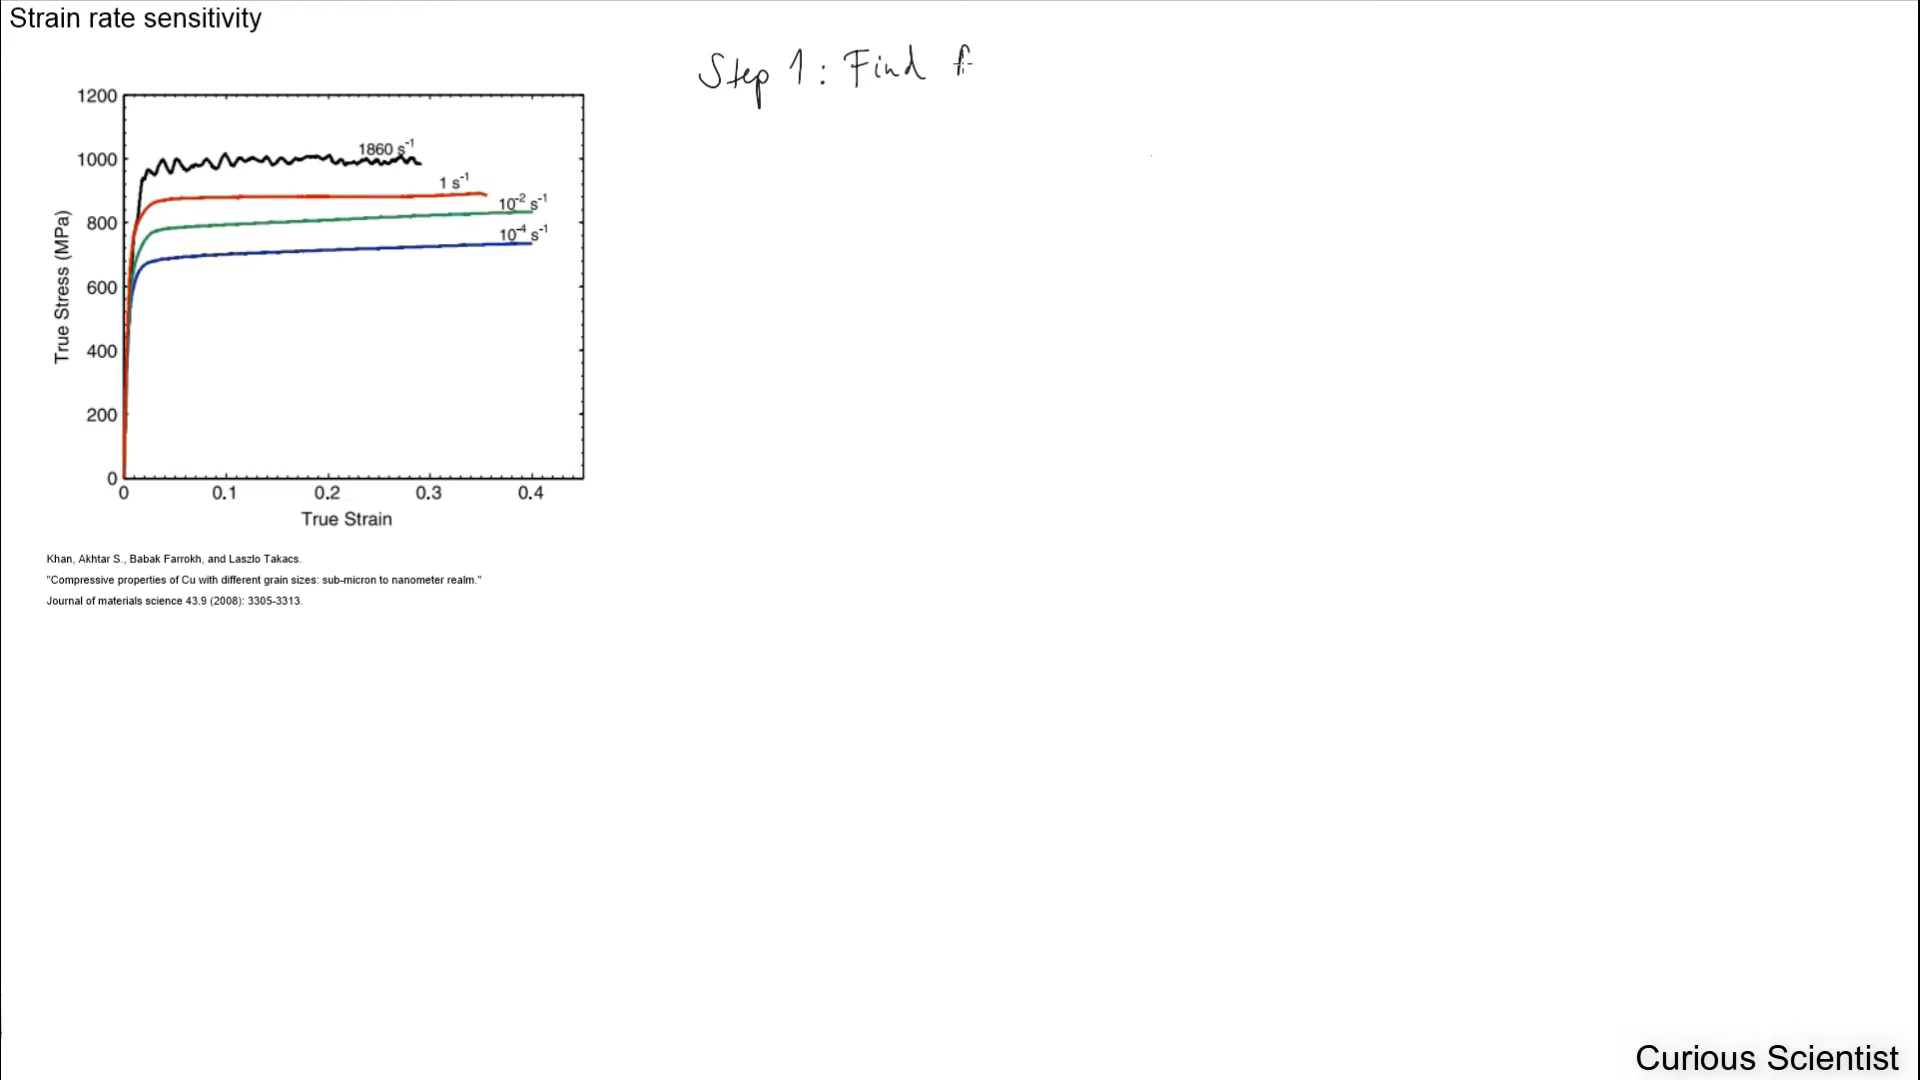 Strain rate sensitivity
Step 1: Find
1200
1000
800
600
400
200
0
True Stress (MPa)
1860 s⁻¹
1 s⁻¹
10⁻² s⁻¹
10⁻⁴ s⁻¹
0 0.1 0.2 0.3 0.4
True Strain
Khan, Akhtar S., Babak Farrokh, and Laszlo Takacs.
"Compressive properties of Cu with different grain sizes: sub-micron to nanometer realm."
Journal of materials science 43.9 (2008): 3305-3313.
Curious Scientist